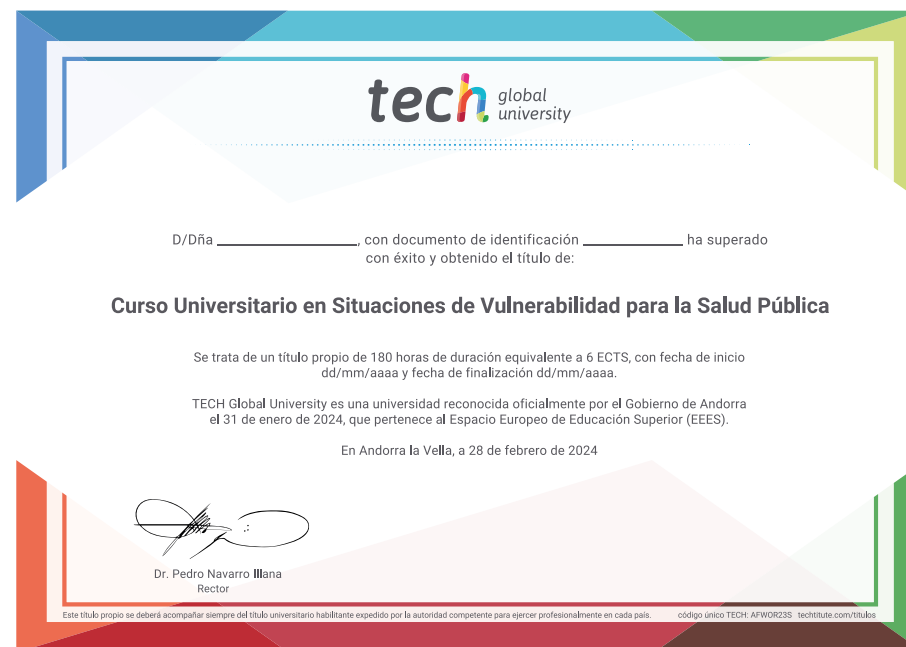 tech global university
D/Dña ____________________, con documento de identificación ______________ ha superado
con éxito y obtenido el título de:
Curso Universitario en Situaciones de Vulnerabilidad para la Salud Pública
Se trata de un título propio de 180 horas de duración equivalente a 6 ECTS, con fecha de inicio
dd/mm/aaaa y fecha de finalización dd/mm/aaaa.
TECH Global University es una universidad reconocida oficialmente por el Gobierno de Andorra
el 31 de enero de 2024, que pertenece al Espacio Europeo de Educación Superior (EEES).
En Andorra la Vella, a 28 de febrero de 2024
Dr. Pedro Navarro Illana
Rector
Este título propio se deberá acompañar siempre del título universitario habilitante expedido por la autoridad competente para ejercer profesionalmente en cada país. código único TECH: AFWOR23S techtitute.com/titulos